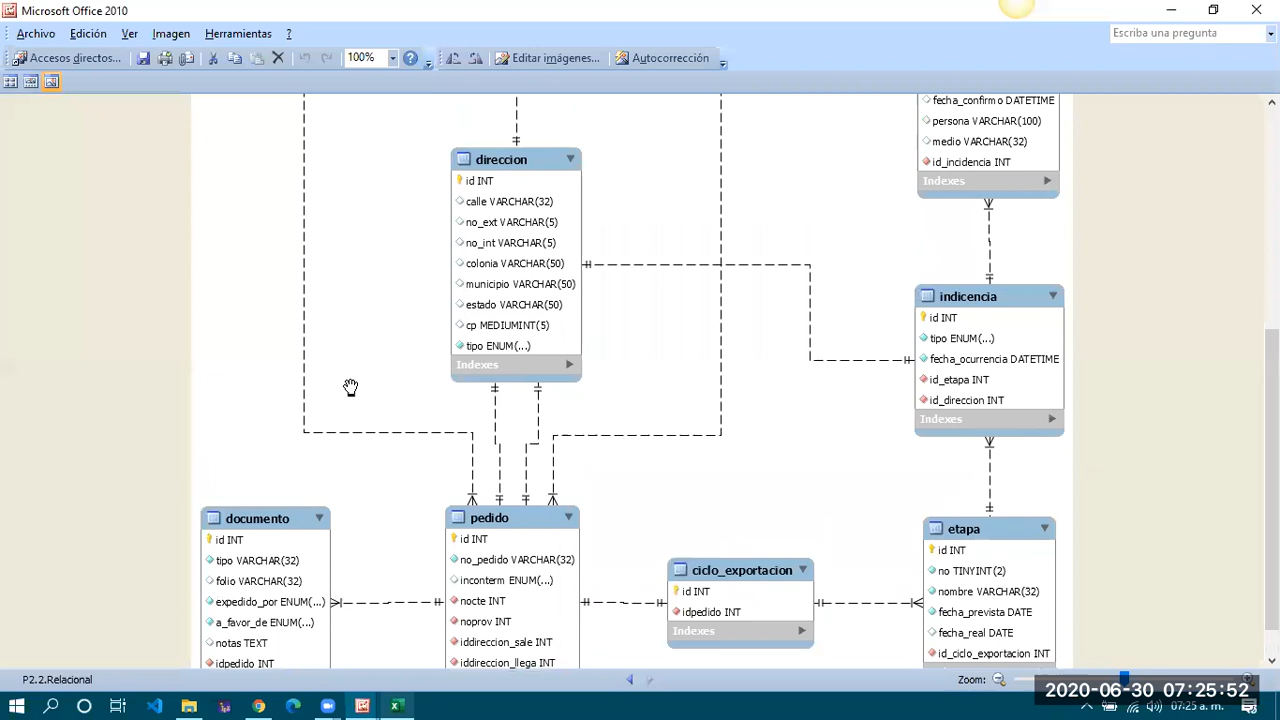 Microsoft Office 2010
Archivo Edición Ver Imagen Herramientas ?
Escriba una pregunta
Accesos directos... 100% Editar imágenes... Autocorrección
direccion
id INT
calle VARCHAR(32)
no_ext VARCHAR(5)
no_int VARCHAR(5)
colonia VARCHAR(50)
municipio VARCHAR(50)
estado VARCHAR(50)
cp MEDIUMINT(5)
tipo ENUM(...)
Indexes
fecha_confirmo DATETIME
persona VARCHAR(100)
medio VARCHAR(32)
id_incidencia INT
Indexes
indicencia
id INT
tipo ENUM(...)
fecha_ocurrencia DATETIME
id_etapa INT
id_direccion INT
Indexes
documento
id INT
tipo VARCHAR(32)
folio VARCHAR(32)
expedido_por ENUM(...)
a_favor_de ENUM(...)
notas TEXT
idpedido INT
pedido
id INT
no_pedido VARCHAR(32)
inconterm ENUM(...)
nocte INT
noprov INT
iddireccion_sale INT
iddireccion_llega INT
ciclo_exportacion
id INT
idpedido INT
Indexes
etapa
id INT
no TINYINT(2)
nombre VARCHAR(32)
fecha_prevista DATE
fecha_real DATE
id_ciclo_exportacion INT
P2.2.Relacional
Zoom:
2020-06-30 07:25:52
07:25 a. m.